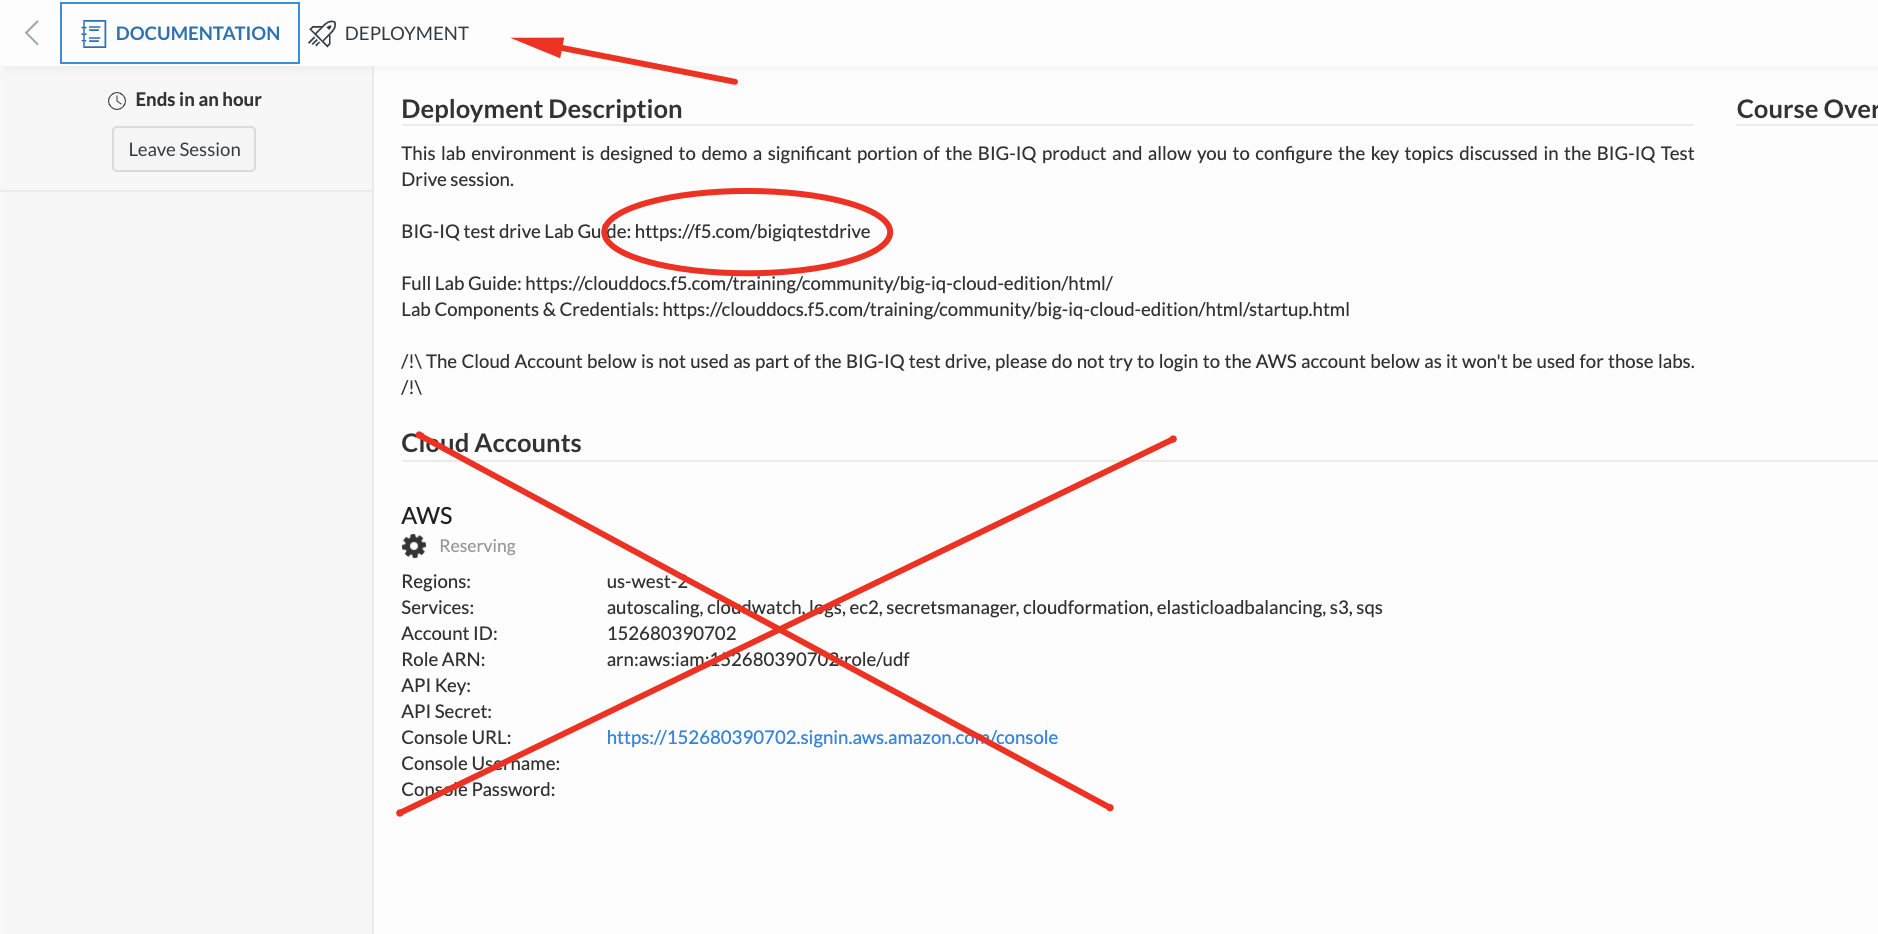 DOCUMENTATION DEPLOYMENT
Ends in an hour
Leave Session
Deployment Description
This lab environment is designed to demo a significant portion of the BIG-IQ product and allow you to configure the key topics discussed in the BIG-IQ Test
Drive session.
BIG-IQ test drive Lab Guide: https://f5.com/bigiqtestdrive
Full Lab Guide: https://clouddocs.f5.com/training/community/big-iq-cloud-edition/html/
Lab Components & Credentials: https://clouddocs.f5.com/training/community/big-iq-cloud-edition/html/startup.html
/!\ The Cloud Account below is not used as part of the BIG-IQ test drive, please do not try to login to the AWS account below as it won't be used for those labs.
/!\
Cloud Accounts
AWS
Reserving
Regions: us-west-2
Services: autoscaling, cloudwatch, logs, ec2, secretsmanager, cloudformation, elasticloadbalancing, s3, sqs
Account ID: 152680390702
Role ARN: arn:aws:iam:152680390702:role/udf
API Key:
API Secret:
Console URL: https://152680390702.signin.aws.amazon.com/console
Console Username:
Console Password:
Course Over